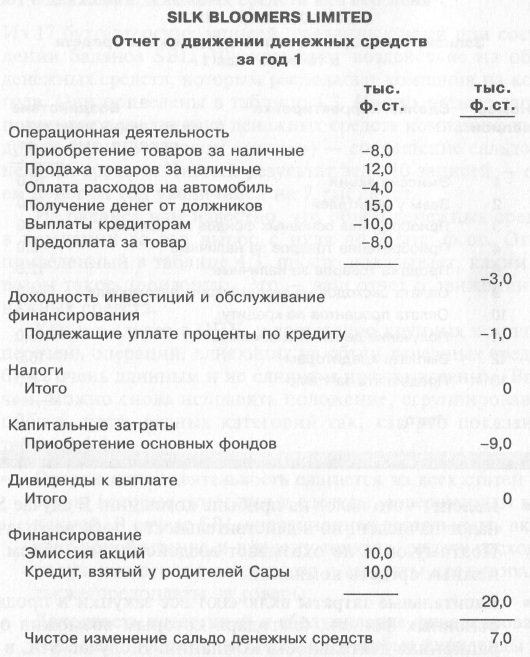 SILK BLOOMERS LIMITED
Отчет о движении денежных средств
за год 1
тыс. тыс.
ф. ст. ф. ст.
Операционная деятельность
Приобретение товаров за наличные –8,0
Продажа товаров за наличные 12,0
Оплата расходов на автомобиль –4,0
Получение денег от должников 15,0
Выплаты кредиторам –10,0
Предоплата за товар –8,0
–3,0
Доходность инвестиций и обслуживание
финансирования
Подлежащие уплате проценты по кредиту –1,0
Налоги
Итого 0
Капитальные затраты
Приобретение основных фондов –9,0
Дивиденды к выплате
Итого 0
Финансирование
Эмиссия акций 10,0
Кредит, взятый у родителей Сары 10,0
20,0
Чистое изменение сальдо денежных средств 7,0